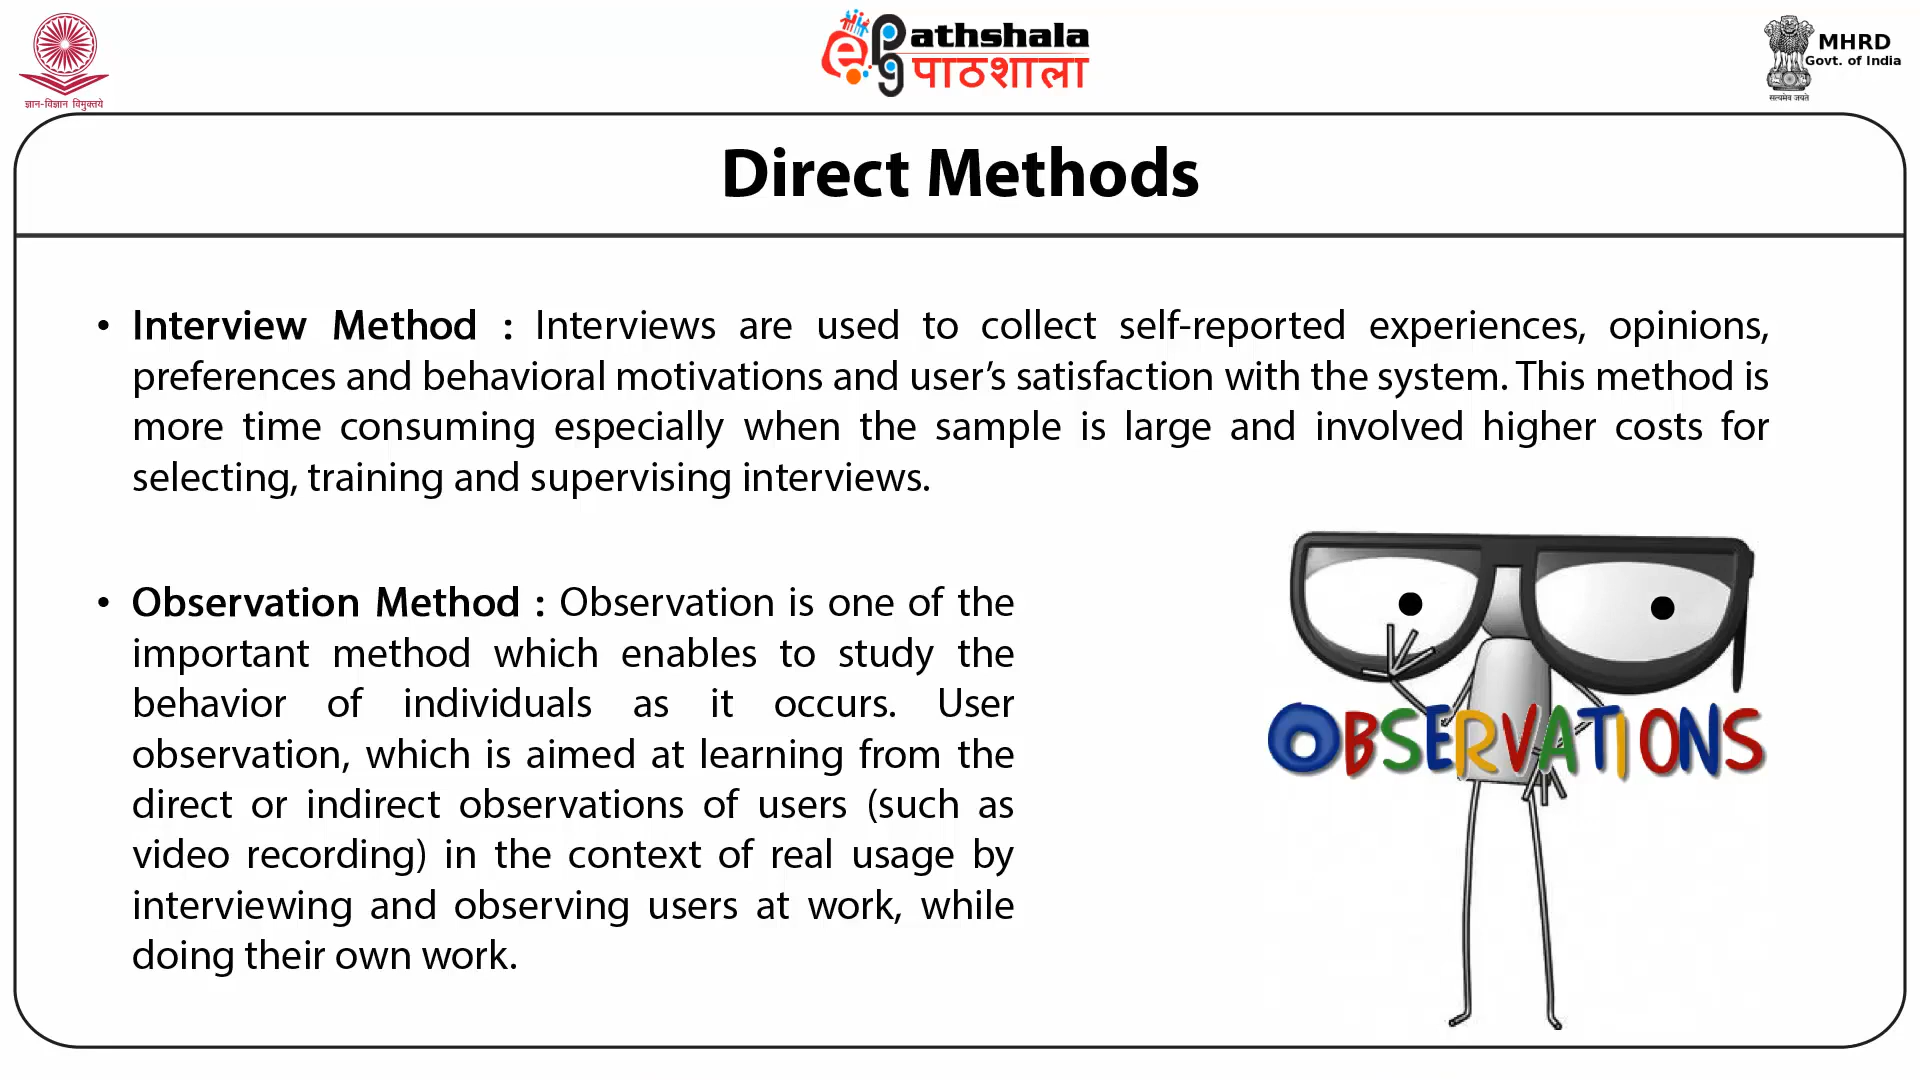 ज्ञान-विज्ञान विमुक्तये
ePathshala
पाठशाला
MHRD
Govt. of India
सत्यमेव जयते
Direct Methods
• Interview Method : Interviews are used to collect self-reported experiences, opinions,
preferences and behavioral motivations and user’s satisfaction with the system. This method is
more time consuming especially when the sample is large and involved higher costs for
selecting, training and supervising interviews.
• Observation Method : Observation is one of the
important method which enables to study the
behavior of individuals as it occurs. User
observation, which is aimed at learning from the
direct or indirect observations of users (such as
video recording) in the context of real usage by
interviewing and observing users at work, while
doing their own work.
OBSERVATIONS